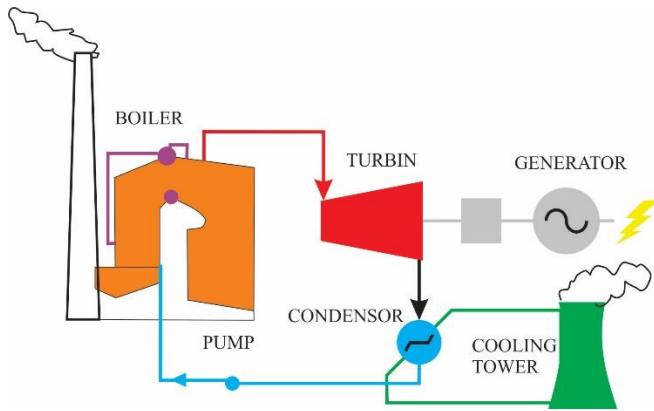 BOILER
TURBIN
GENERATOR
CONDENSOR
PUMP
COOLING
TOWER